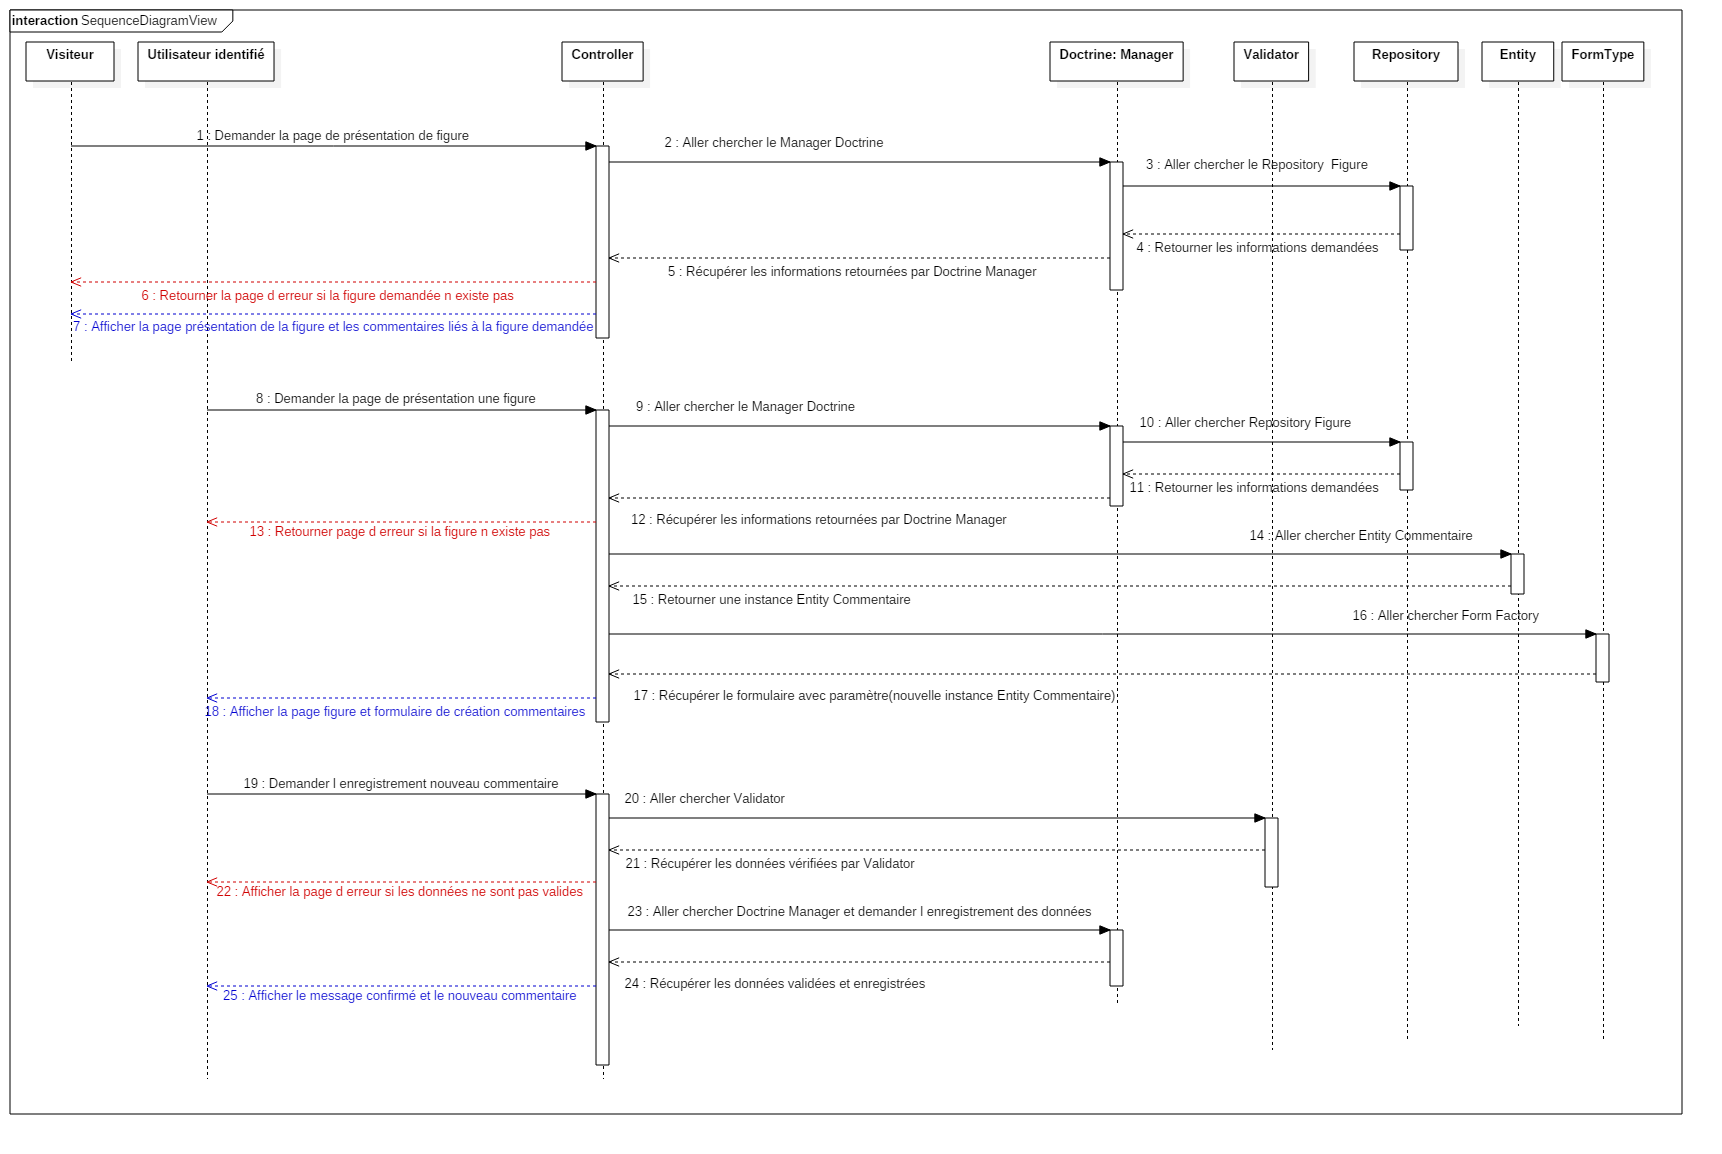 interaction SequenceDiagramView
Visiteur
Utilisateur identifié
Controller
Doctrine: Manager
Validator
Repository
Entity
FormType
1 : Demander la page de présentation de figure
2 : Aller chercher le Manager Doctrine
3 : Aller chercher le Repository  Figure
4 : Retourner les informations demandées
5 : Récupérer les informations retournées par Doctrine Manager
6 : Retourner la page d erreur si la figure demandée n existe pas
7 : Afficher la page présentation de la figure et les commentaires liés à la figure demandée
8 : Demander la page de présentation une figure
9 : Aller chercher le Manager Doctrine
10 : Aller chercher Repository Figure
11 : Retourner les informations demandées
12 : Récupérer les informations retournées par Doctrine Manager
13 : Retourner page d erreur si la figure n existe pas
14 : Aller chercher Entity Commentaire
15 : Retourner une instance Entity Commentaire
16 : Aller chercher Form Factory
17 : Récupérer le formulaire avec paramètre(nouvelle instance Entity Commentaire)
18 : Afficher la page figure et formulaire de création commentaires
19 : Demander l enregistrement nouveau commentaire
20 : Aller chercher Validator
21 : Récupérer les données vérifiées par Validator
22 : Afficher la page d erreur si les données ne sont pas valides
23 : Aller chercher Doctrine Manager et demander l enregistrement des données
24 : Récupérer les données validées et enregistrées
25 : Afficher le message confirmé et le nouveau commentaire